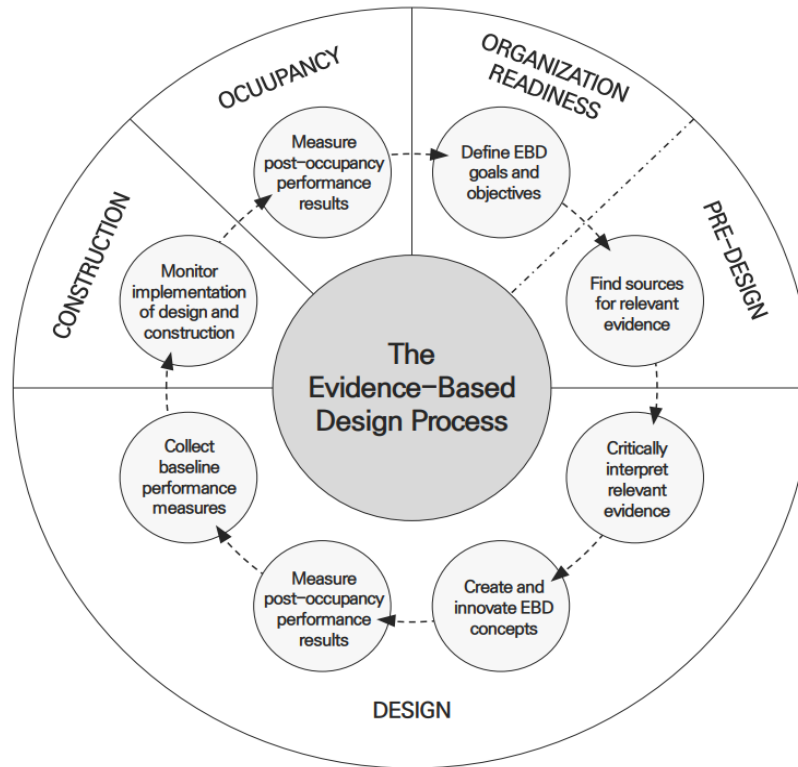 OCUUPANCY
ORGANIZATION
READINESS
PRE-DESIGN
CONSTRUCTION
DESIGN
The
Evidence-Based
Design Process
Define EBD
goals and
objectives
Find sources
for relevant
evidence
Critically
interpret
relevant
evidence
Create and
innovate EBD
concepts
Measure
post-occupancy
performance
results
Collect
baseline
performance
measures
Monitor
implementation
of design and
construction
Measure
post-occupancy
performance
results